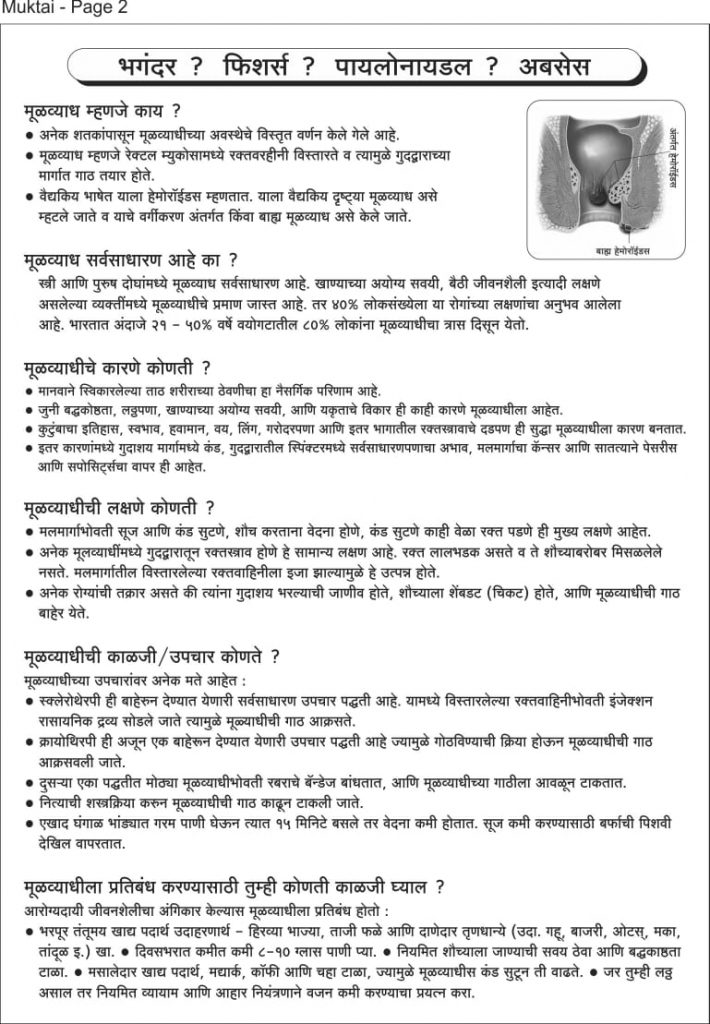 Muktai - Page 2
भगंदर ? फिशर्स ? पायलोनायडल ? अबसेस
मूळव्याध म्हणजे काय ?
● अनेक शतकांपासून मूळव्याधीच्या अवस्थेचे विस्तृत वर्णन केले गेले आहे.
● मूळव्याध म्हणजे रेक्टल म्युकोसामध्ये रक्तवरहीनी विस्तारते व त्यामुळे गुदद्वाराच्या
मार्गात गाठ तयार होते.
● वैद्यकिय भाषेत याला हेमोरॉईडस म्हणतात. याला वैद्यकिय दृष्ट्या मूळव्याध असे
म्हटले जाते व याचे वर्गीकरण अंतर्गत किंवा बाह्य मूळव्याध असे केले जाते.
अंतर्गत हेमोरॉईडस
बाह्य हेमोरॉईडस
मूळव्याध सर्वसाधारण आहे का ?
स्त्री आणि पुरुष दोघांमध्ये मूळव्याध सर्वसाधारण आहे. खाण्याच्या अयोग्य सवयी, बैठी जीवनशैली इत्यादी लक्षणे
असलेल्या व्यक्तींमध्ये मूळव्याधीचे प्रमाण जास्त आहे. तर ४०% लोकसंख्येला या रोगांच्या लक्षणांचा अनुभव आलेला
आहे. भारतात अंदाजे २१ - ५०% वर्षे वयोगटातील ८०% लोकांना मूळव्याधीचा त्रास दिसून येतो.
मूळव्याधीचे कारणे कोणती ?
● मानवाने स्विकारलेल्या ताठ शरीराच्या ठेवणीचा हा नैसर्गिक परिणाम आहे.
● जुनी बद्धकोष्ठता, लठ्ठपणा, खाण्याच्या अयोग्य सवयी, आणि यकृताचे विकार ही काही कारणे मूळव्याधीला आहेत.
● कुटुंबाचा इतिहास, स्वभाव, हवामान, वय, लिंग, गरोदरपणा आणि इतर भागातील रक्तस्त्रावाचे दडपण ही सुद्धा मूळव्याधीला कारण बनतात.
● इतर कारणांमध्ये गुदाशय मार्गामध्ये कंड, गुदद्वारातील स्पिंक्टरमध्ये सर्वसाधारणपणाचा अभाव, मलमार्गाचा कॅन्सर आणि सातत्याने पेसरीस
आणि सपोसिर्ट्सचा वापर ही आहेत.
मूळव्याधीची लक्षणे कोणती ?
● मलमार्गाभोवती सूज आणि कंड सुटणे, शौच करताना वेदना होणे, कंड सुटणे काही वेळा रक्त पडणे ही मुख्य लक्षणे आहेत.
● अनेक मूलव्याधींमध्ये गुदद्वारातून रक्तस्त्राव होणे हे सामान्य लक्षण आहे. रक्त लालभडक असते व ते शौच्याबरोबर मिसळलेले
नसते. मलमार्गातील विस्तारलेल्या रक्तवाहिनीला इजा झाल्यामुळे हे उत्पन्न होते.
● अनेक रोग्यांची तक्रार असते की त्यांना गुदाशय भरल्याची जाणीव होते, शौच्याला शेंबडट (चिकट) होते, आणि मूळव्याधीची गाठ
बाहेर येते.
मूळव्याधीची काळजी/उपचार कोणते ?
मूळव्याधीच्या उपचारांवर अनेक मते आहेत :
● स्क्लेरोथेरपी ही बाहेरुन देण्यात येणारी सर्वसाधारण उपचार पद्धती आहे. यामध्ये विस्तारलेल्या रक्तवाहिनीभोवती इंजेक्शन
रासायनिक द्रव्य सोडले जाते त्यामुळे मूळ्याधीची गाठ आक्रसते.
● क्रायोथिरपी ही अजून एक बाहेरून देण्यात येणारी उपचार पद्धती आहे ज्यामुळे गोठविण्याची क्रिया होऊन मूळव्याधीची गाठ
आक्रसवली जाते.
● दुसऱ्या एका पद्धतीत मोठ्या मूळव्याधीभोवती रबराचे बॅन्डेज बांधतात, आणि मूळव्याधीच्या गाठीला आवळून टाकतात.
● नित्याची शस्त्रक्रिया करुन मूळव्याधीची गाठ काढून टाकली जाते.
● एखाद घंगाळ भांड्यात गरम पाणी घेऊन त्यात १५ मिनिटे बसले तर वेदना कमी होतात. सूज कमी करण्यासाठी बर्फाची पिशवी
देखिल वापरतात.
मूळव्याधीला प्रतिबंध करण्यासाठी तुम्ही कोणती काळजी घ्याल ?
आरोग्यदायी जीवनशैलीचा अंगिकार केल्यास मूळव्याधीला प्रतिबंध होतो :
● भरपूर तंतूमय खाद्य पदार्थ उदाहरणार्थ - हिरव्या भाज्या, ताजी फळे आणि दाणेदार तृणधान्ये (उदा. गहू, बाजरी, ओटस्, मका,
तांदूळ इ.) खा. ● दिवसभरात कमीत कमी ८-१० ग्लास पाणी प्या. ● नियमित शौच्याला जाण्याची सवय ठेवा आणि बद्धकाष्ठता
टाळा. ● मसालेदार खाद्य पदार्थ, मद्यार्क, कॉफी आणि चहा टाळा, ज्यामुळे मूळव्याधीस कंड सुटून ती वाढते. ● जर तुम्ही लठ्ठ
असाल तर नियमित व्यायाम आणि आहार नियंत्रणाने वजन कमी करण्याचा प्रयत्न करा.